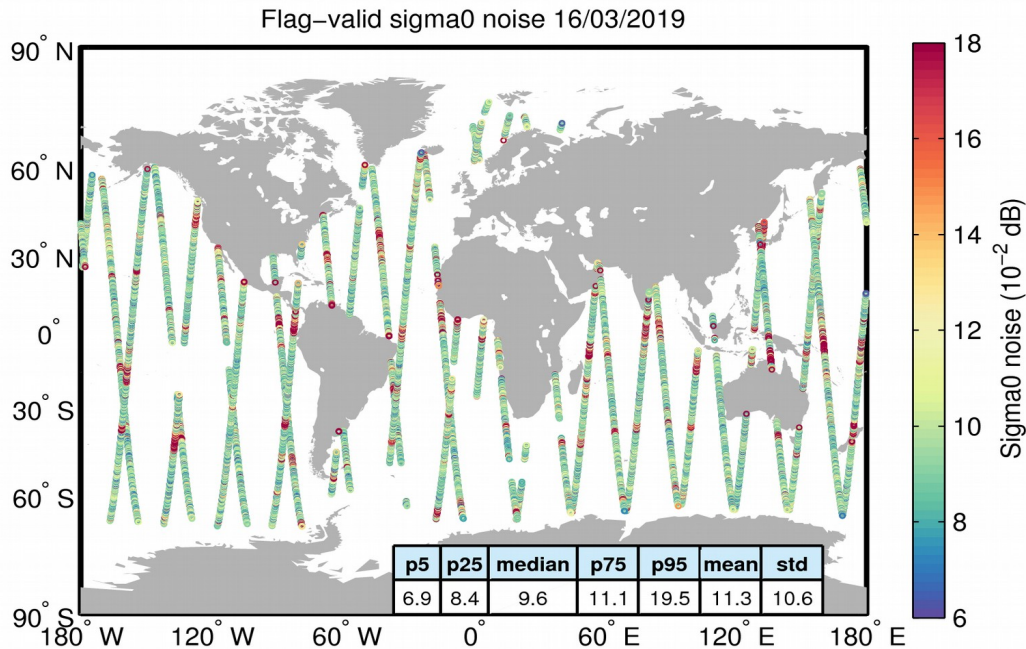 Flag-valid sigma0 noise 16/03/2019
90° N
60° N
30° N
0°
30° S
60° S
90° S
180° W
120° W
60° W
0°
60° E
120° E
180° E
p5 p25 median p75 p95 mean std
6.9 8.4 9.6 11.1 19.5 11.3 10.6
18
16
14
12
10
8
6
Sigma0 noise (10⁻² dB)